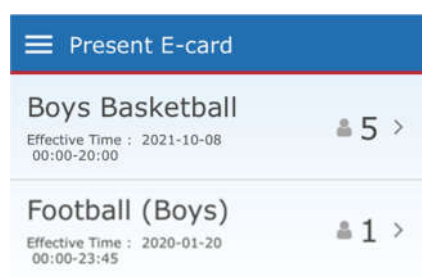 Present E-card
Boys Basketball
Effective Time : 2021-10-08
00:00-20:00
5
Football (Boys)
Effective Time : 2020-01-20
00:00-23:45
1